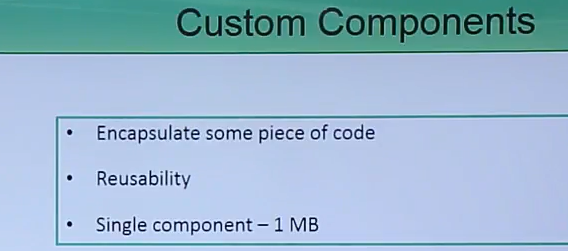 Custom Components
• Encapsulate some piece of code
• Reusability
• Single component – 1 MB